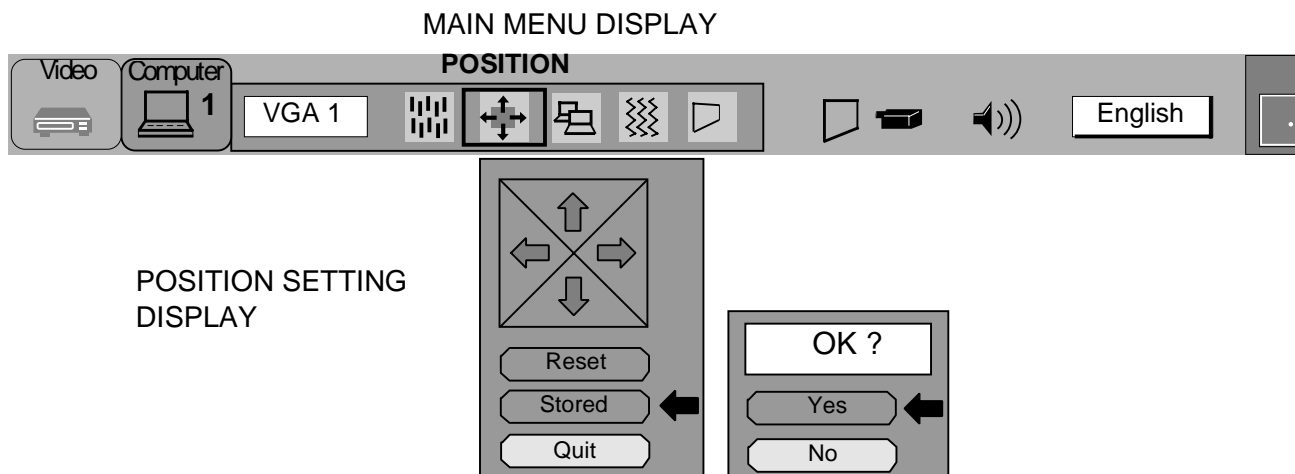 MAIN MENU DISPLAY
POSITION
Video
Computer
1
VGA 1
English
POSITION SETTING
DISPLAY
Reset
Stored
Quit
OK ?
Yes
No